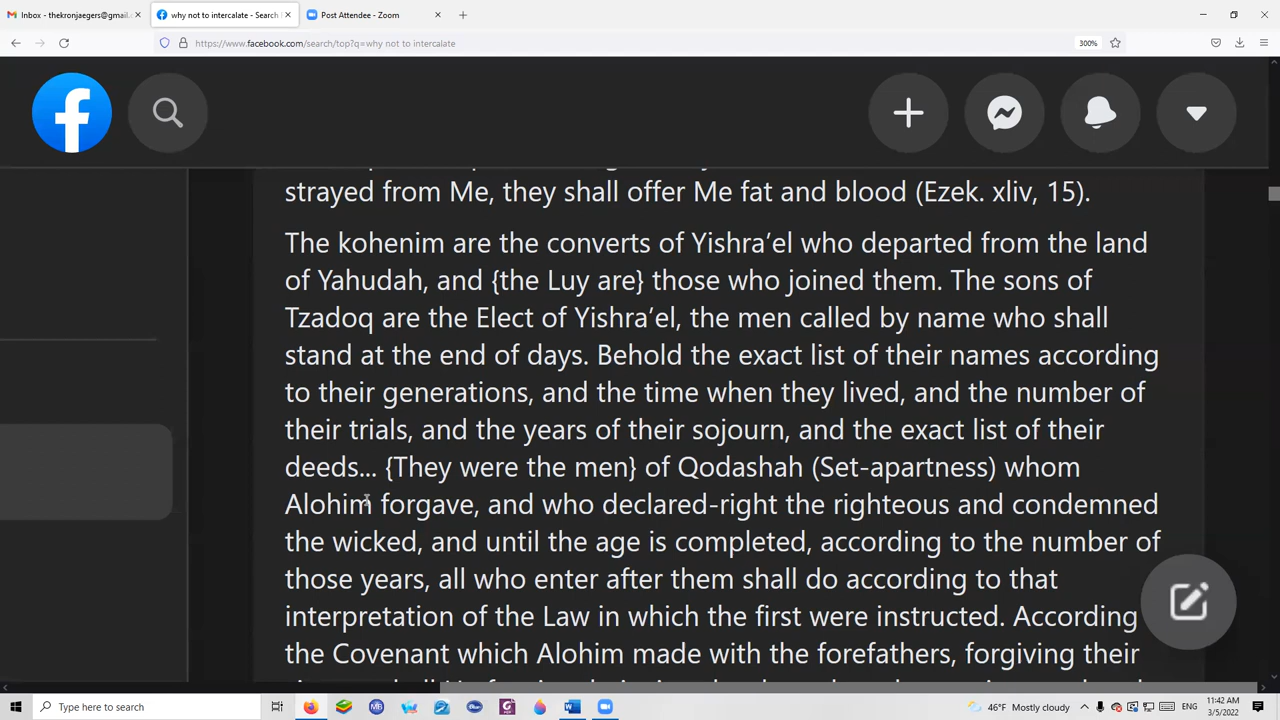 Inbox - thekronjaegers@gmail.c
why not to intercalate - Search
Post Attendee - Zoom
https://www.facebook.com/search/top?q=why not to intercalate
300%
strayed from Me, they shall offer Me fat and blood (Ezek. xliv, 15).
The kohenim are the converts of Yishra’el who departed from the land
of Yahudah, and {the Luy are} those who joined them. The sons of
Tzadoq are the Elect of Yishra’el, the men called by name who shall
stand at the end of days. Behold the exact list of their names according
to their generations, and the time when they lived, and the number of
their trials, and the years of their sojourn, and the exact list of their
deeds... {They were the men} of Qodashah (Set-apartness) whom
Alohim forgave, and who declared-right the righteous and condemned
the wicked, and until the age is completed, according to the number of
those years, all who enter after them shall do according to that
interpretation of the Law in which the first were instructed. According
the Covenant which Alohim made with the forefathers, forgiving their
Type here to search
46°F Mostly cloudy
ENG
11:42 AM
3/5/2022